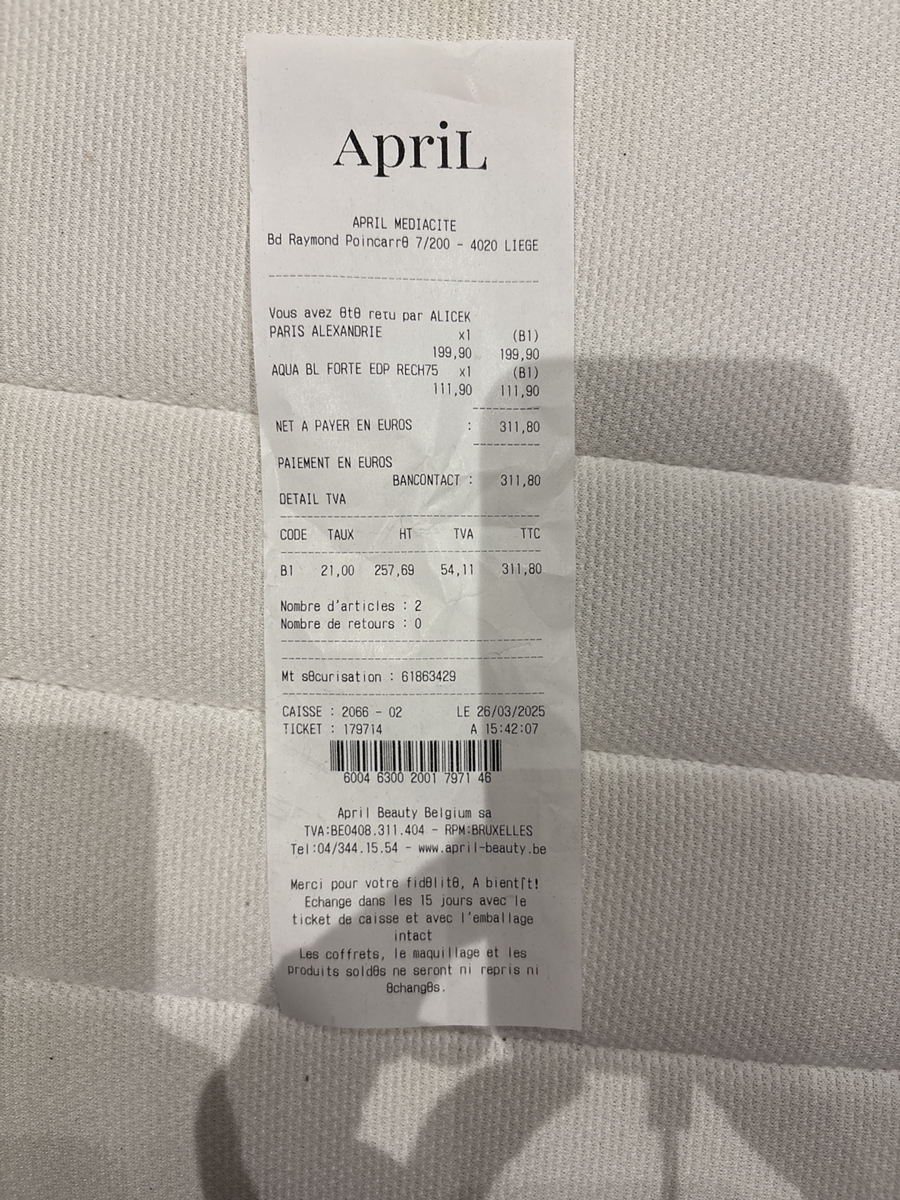 ApriL
APRIL MEDIACITE
Bd Raymond Poincarrθ 7/200 - 4020 LIEGE
Vous avez θtθ retu par ALICEK
PARIS ALEXANDRIE x1 (B1)
199,90 199,90
AQUA BL FORTE EDP RECH75 x1 (B1)
111,90 111,90
NET A PAYER EN EUROS : 311,80
PAIEMENT EN EUROS
BANCONTACT : 311,80
DETAIL TVA
CODE TAUX HT TVA TTC
B1 21,00 257,69 54,11 311,80
Nombre d'articles : 2
Nombre de retours : 0
Mt sθcurisation : 61863429
CAISSE : 2066 - 02 LE 26/03/2025
TICKET : 179714 A 15:42:07
6004 6300 2001 7971 46
April Beauty Belgium sa
TVA:BE0408.311.404 - RPM:BRUXELLES
Tel:04/344.15.54 - www.april-beauty.be
Merci pour votre fidθlitθ, A bient⌠t!
Echange dans les 15 jours avec le
ticket de caisse et avec l'emballage
intact
Les coffrets, le maquillage et les
produits soldθs ne seront ni repris ni
θchangθs.